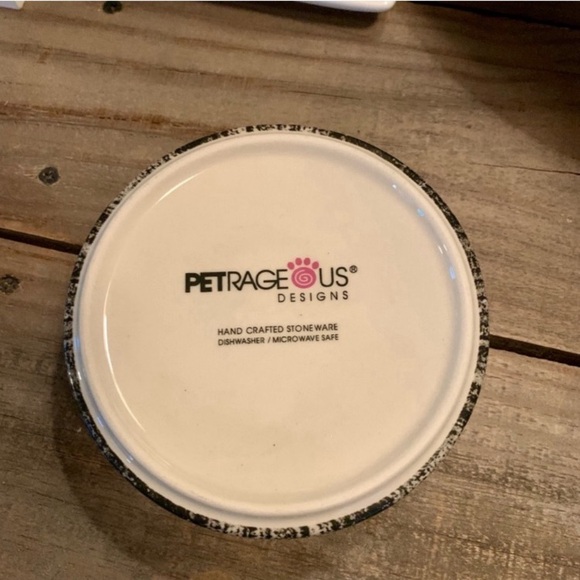 PETRAGEOUS®
DESIGNS
HAND CRAFTED STONEWARE
DISHWASHER / MICROWAVE SAFE